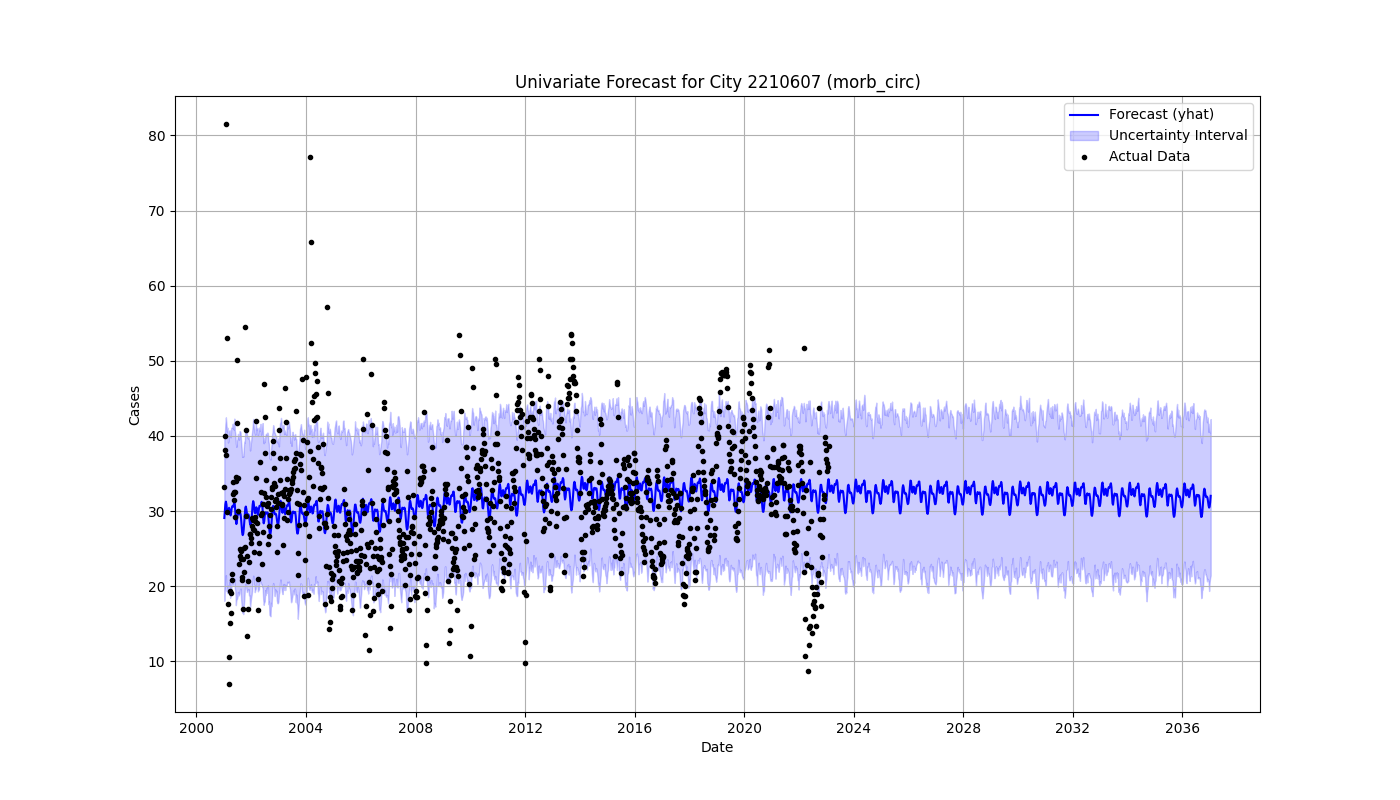 Univariate Forecast for City 2210607 (morb_circ)
Forecast (yhat)
Uncertainty Interval
Actual Data
80
70
60
50
40
30
20
10
Cases
2000 2004 2008 2012 2016 2020 2024 2028 2032 2036
Date